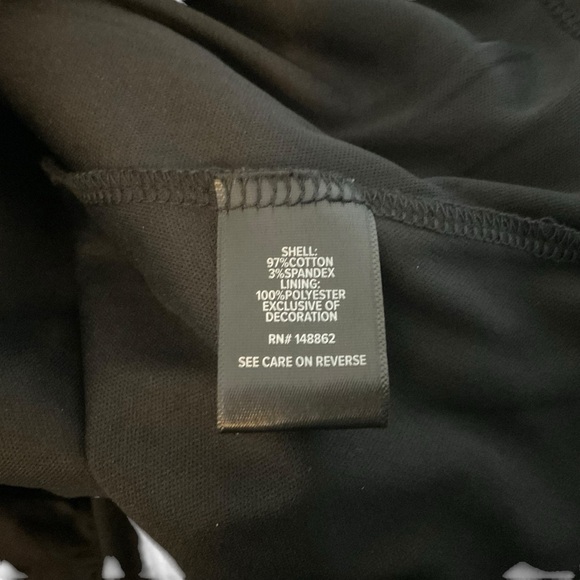 SHELL:
97%COTTON
3%SPANDEX
LINING:
100%POLYESTER
EXCLUSIVE OF
DECORATION
RN# 148862
SEE CARE ON REVERSE